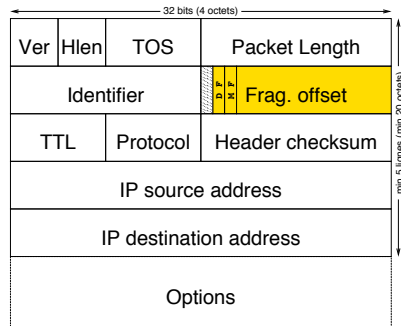 32 bits (4 octets)
Ver Hlen TOS Packet Length
Identifier D F M F Frag. offset
TTL Protocol Header checksum
IP source address
IP destination address
Options
min 5 lignes (min 20 octets)